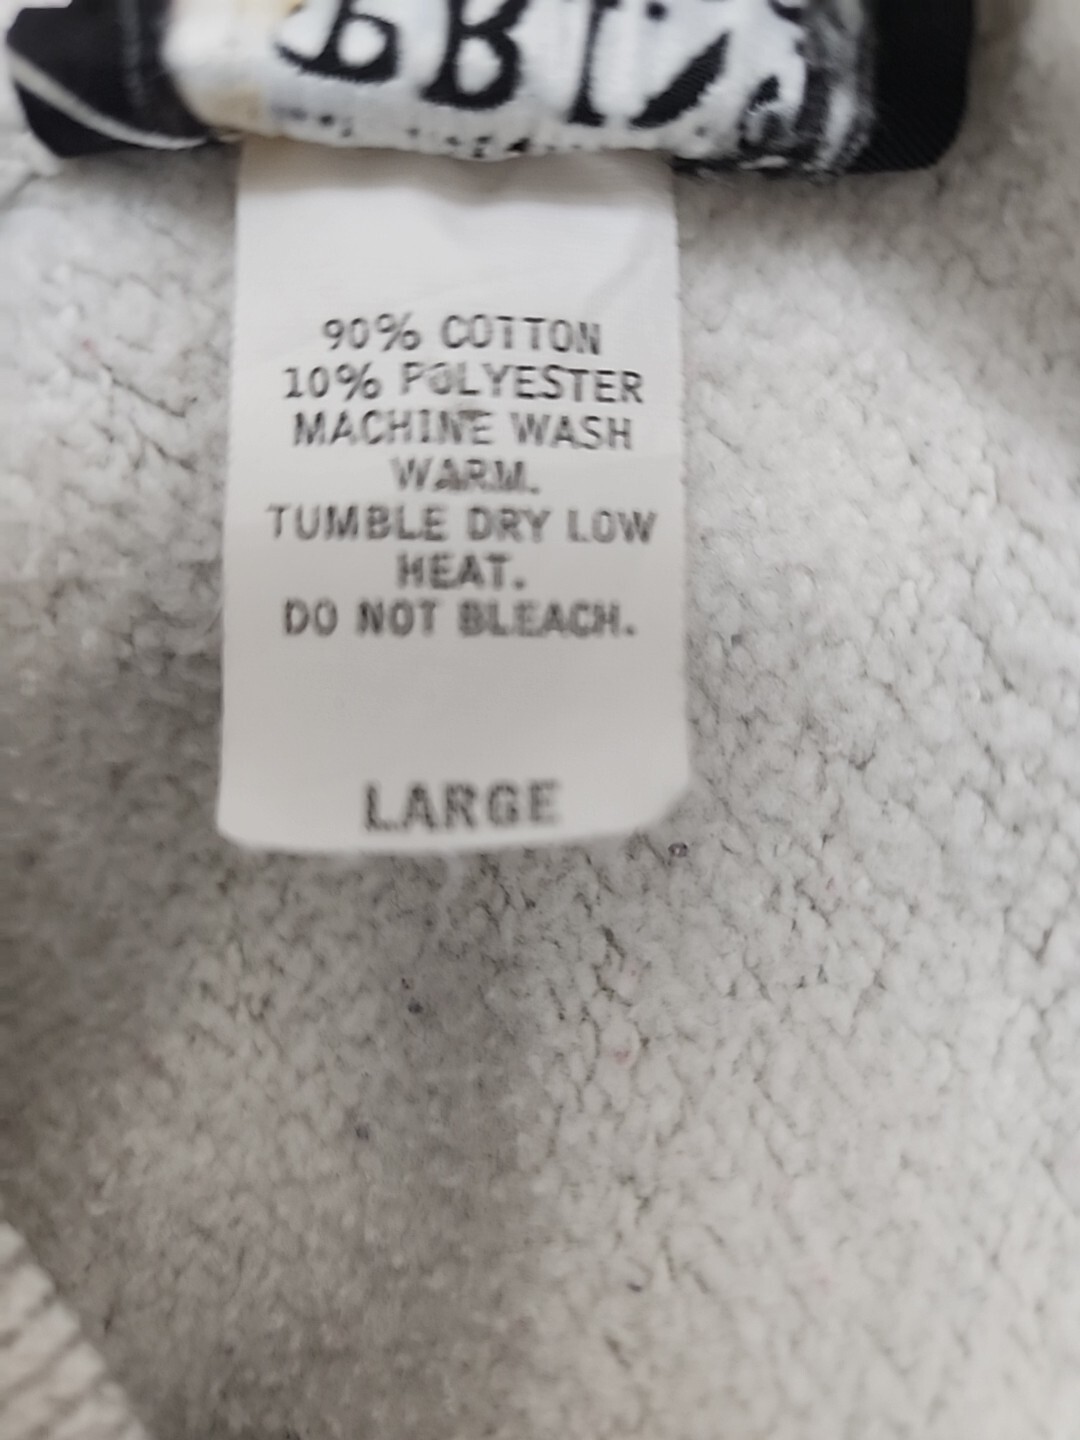 90% COTTON
10% POLYESTER
MACHINE WASH
WARM.
TUMBLE DRY LOW
HEAT.
DO NOT BLEACH.
LARGE